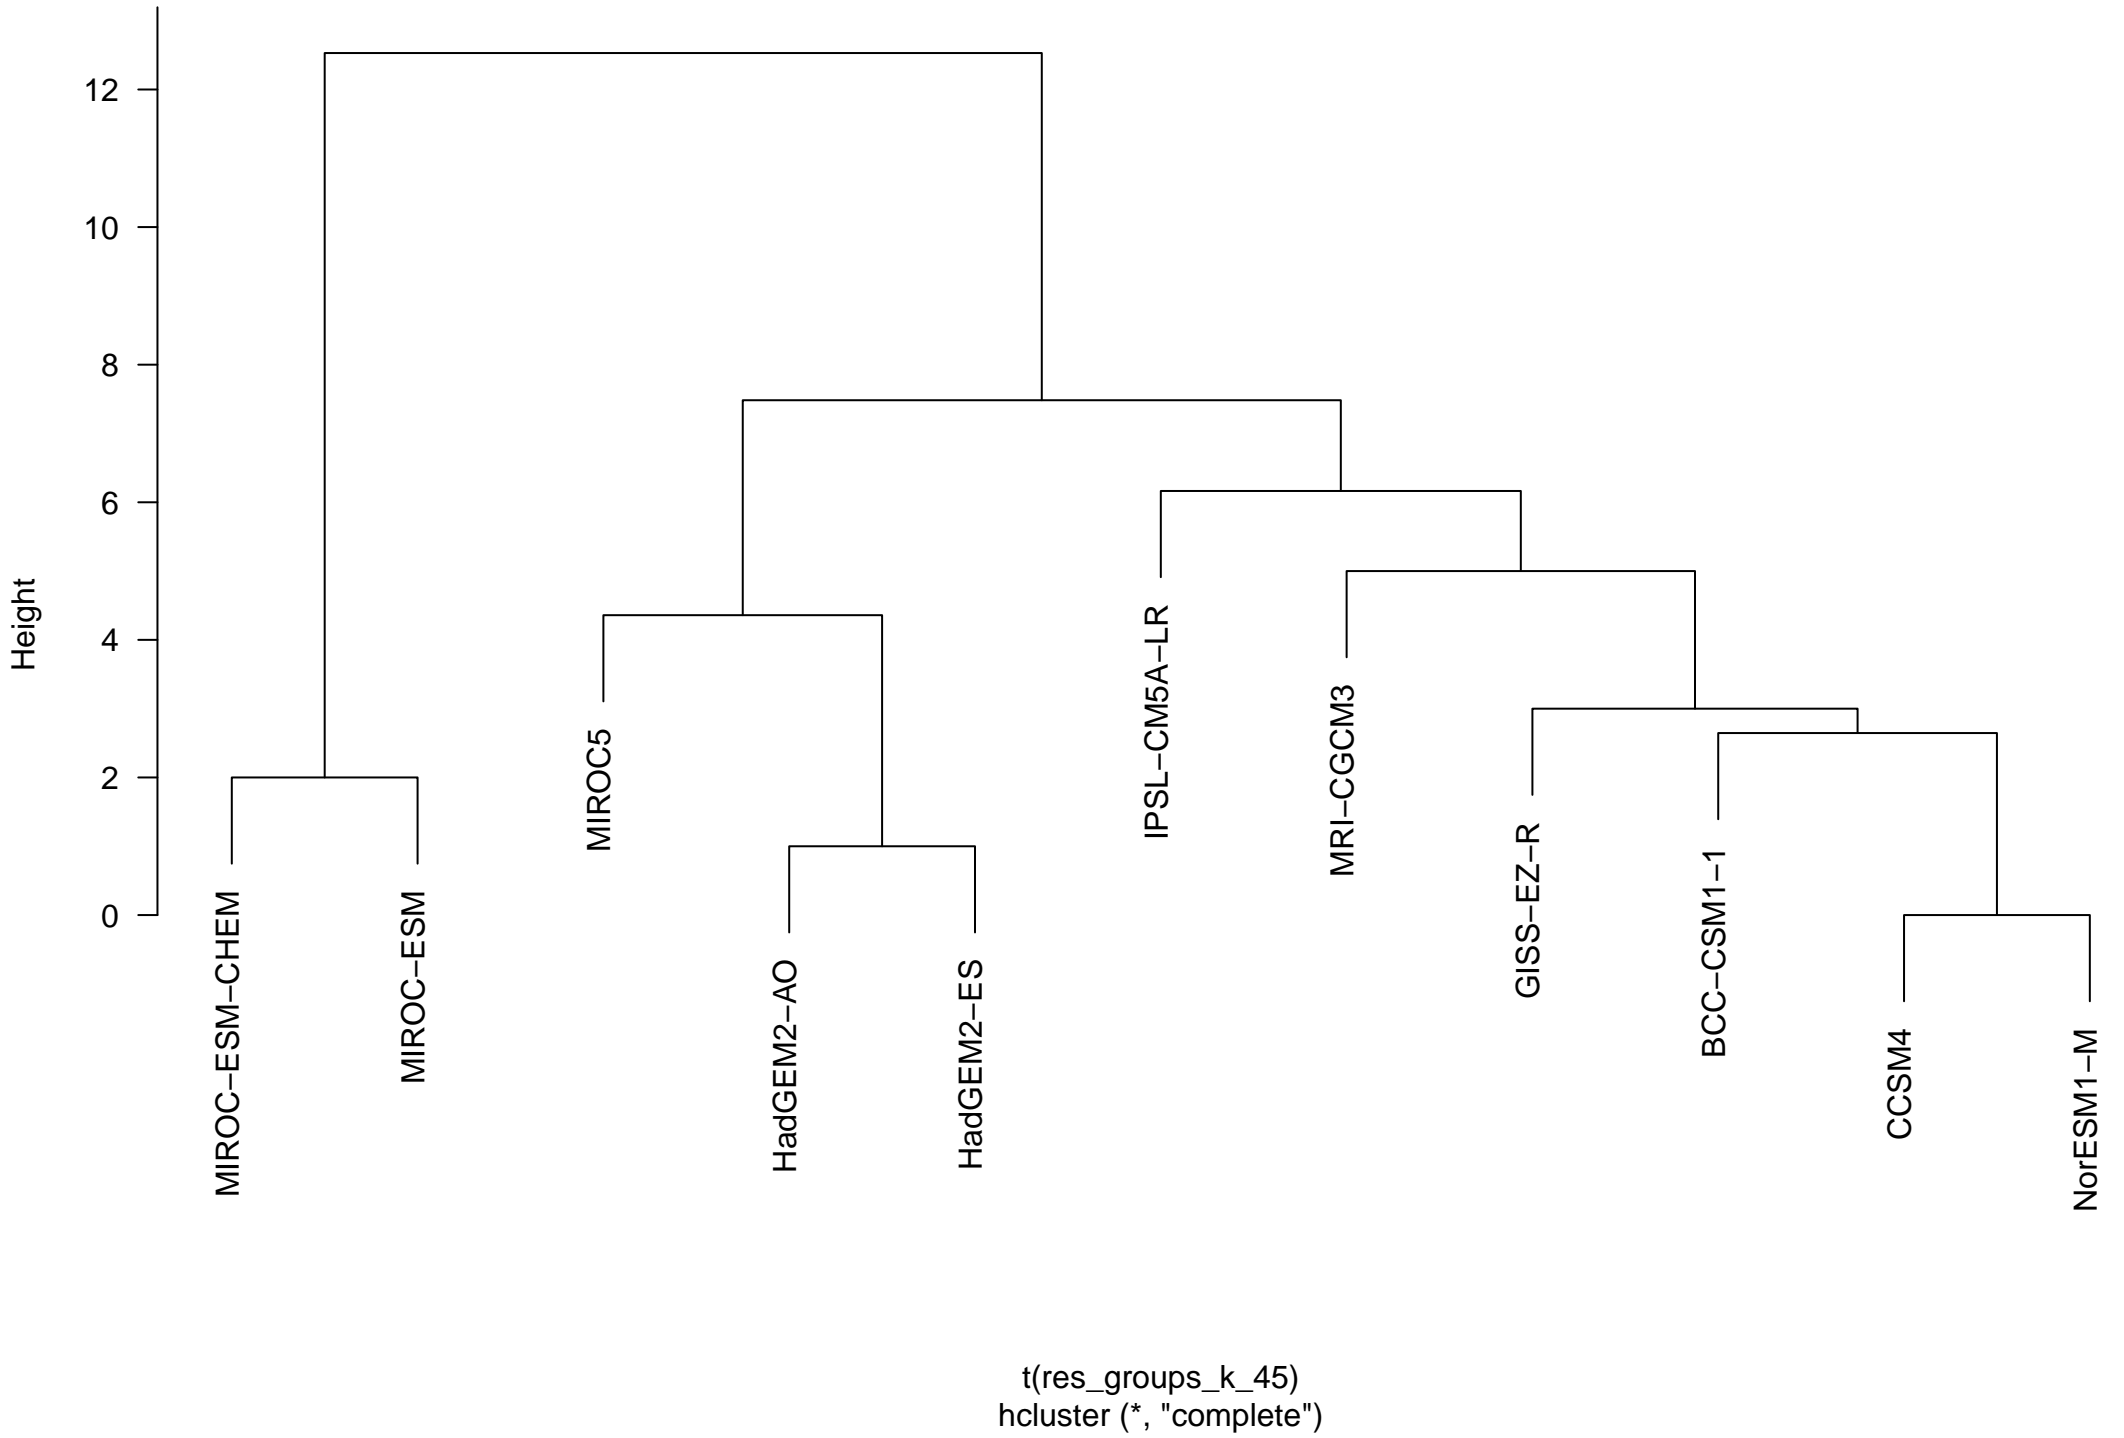 Height
12
10
8
6
4
2
0
MIROC−ESM−CHEM
MIROC−ESM
MIROC5
HadGEM2−AO
HadGEM2−ES
IPSL−CM5A−LR
MRI−CGCM3
GISS−EZ−R
BCC−CSM1−1
CCSM4
NorESM1−M
t(res_groups_k_45)
hcluster (*, "complete")